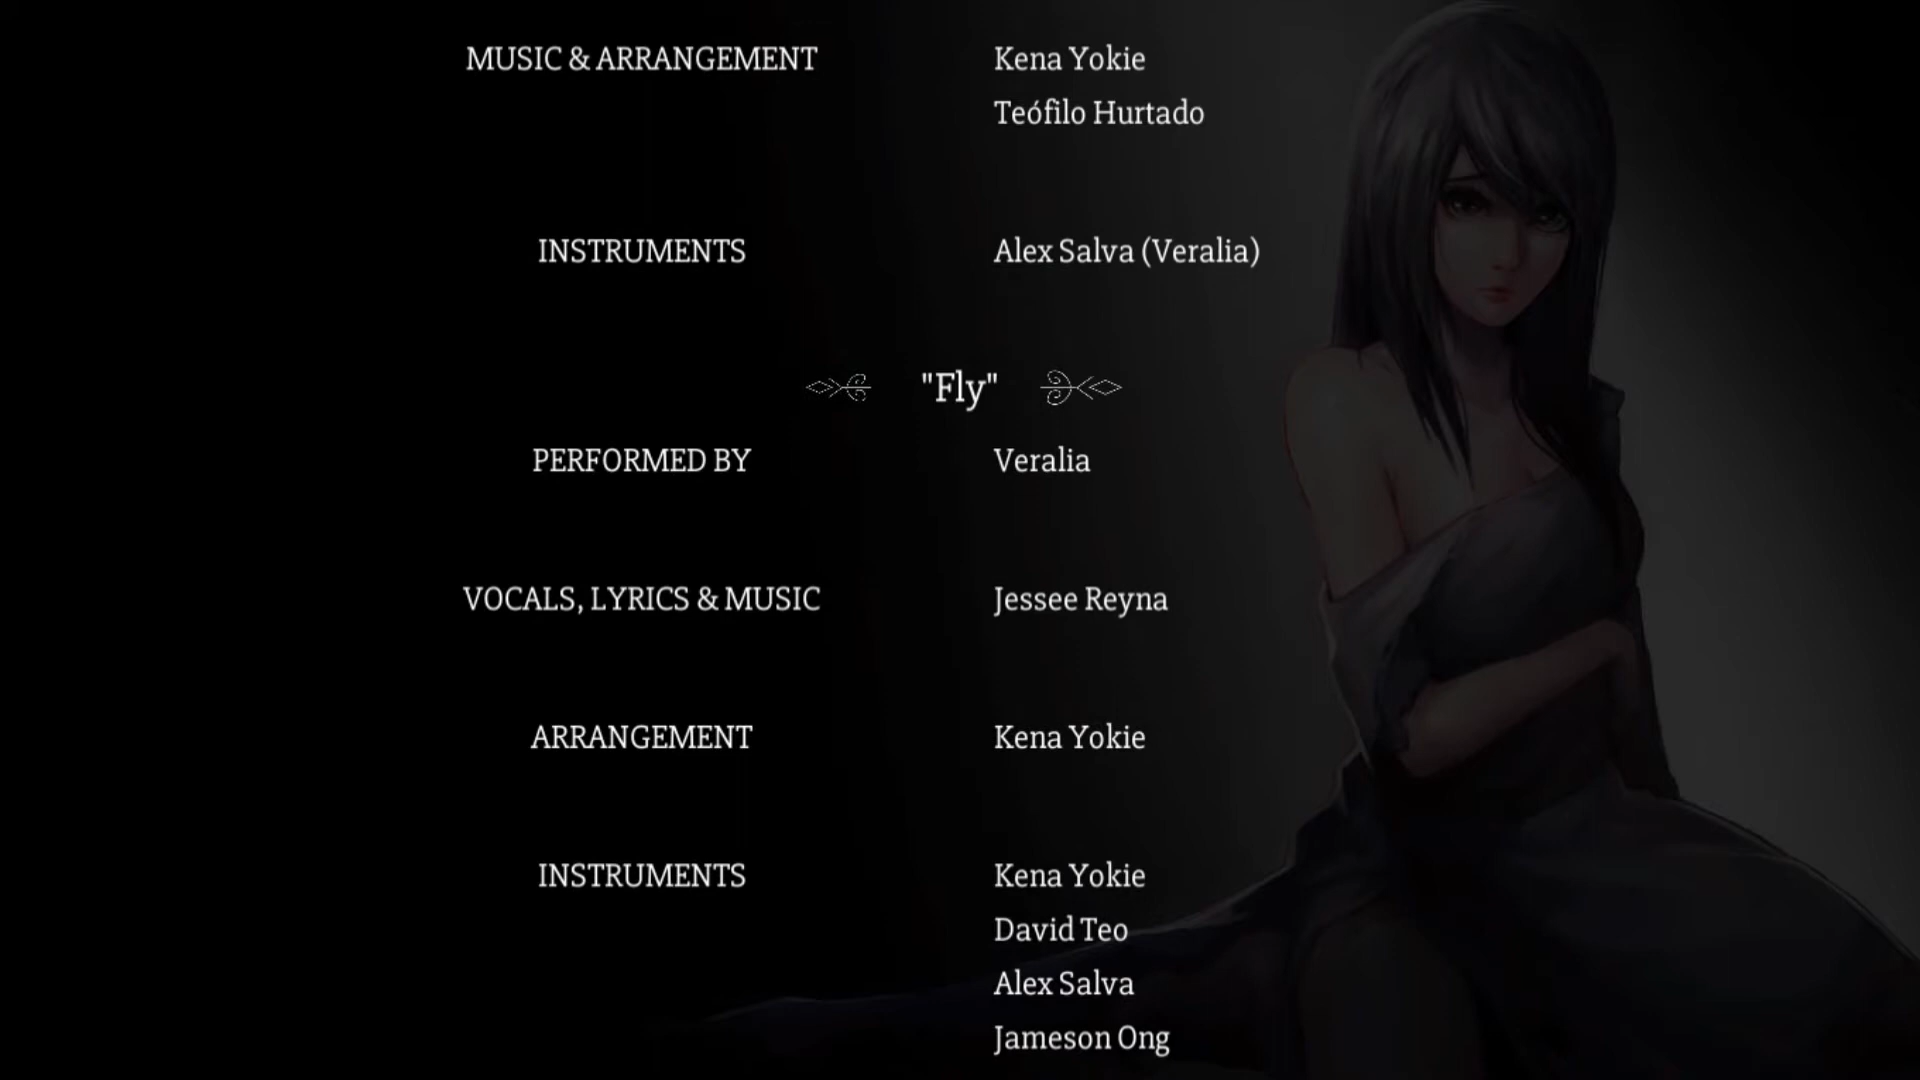 MUSIC & ARRANGEMENT Kena Yokie
Teófilo Hurtado
INSTRUMENTS Alex Salva (Veralia)
"Fly"
PERFORMED BY Veralia
VOCALS, LYRICS & MUSIC Jessee Reyna
ARRANGEMENT Kena Yokie
INSTRUMENTS Kena Yokie
David Teo
Alex Salva
Jameson Ong